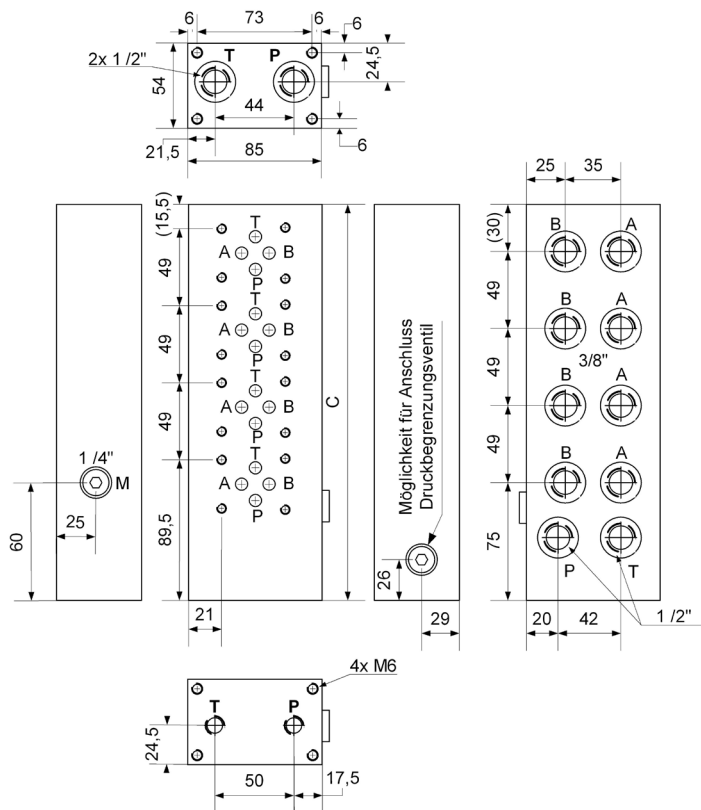 6 73 6
6
2x 1 /2"
T P
54
24,5
44
21,5
85
6
25 35
(15,5)
49
49
49
89,5
T
A B
P
T
A B
P
T
A B
P
T
A B
P
C
21
1 /4"
M
25
60
Möglichkeit für Anschluss
Druckbegrenzungsventil
26
29
(30)
49
49
49
75
B A
B A
3/8"
B A
B A
P T
1 /2"
20 42
4x M6
T P
24,5
50 17,5